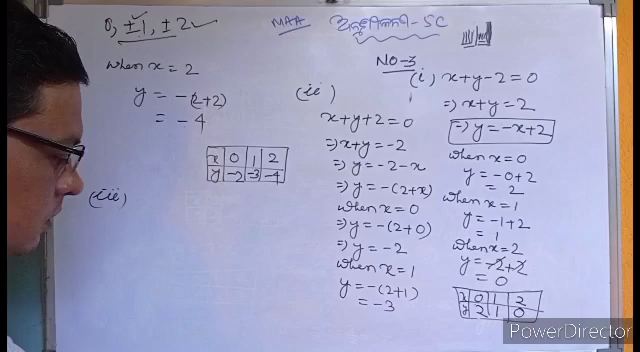 0, ±1, ±2 ✓
MAA ଅନୁଶୀଳନୀ - 5C
NO-3
(i) x+y-2=0
⇒ x+y=2
⇒ y=-x+2
when x=0
y=-0+2
= 2
when x=1
y=-1+2
= 1
when x=2
y=-2+2
= 0
x 0 1 2
y 2 1 0
(ii)
x+y+2=0
⇒ x+y=-2
⇒ y=-2-x
⇒ y=-(2+x)
when x=0
⇒ y=-(2+0)
⇒ y=-2
when x=1
y=-(2+1)
= -3
when x=2
y=-(2+2)
= -4
x 0 1 2
y -2 -3 -4
(iii)
PowerDirector